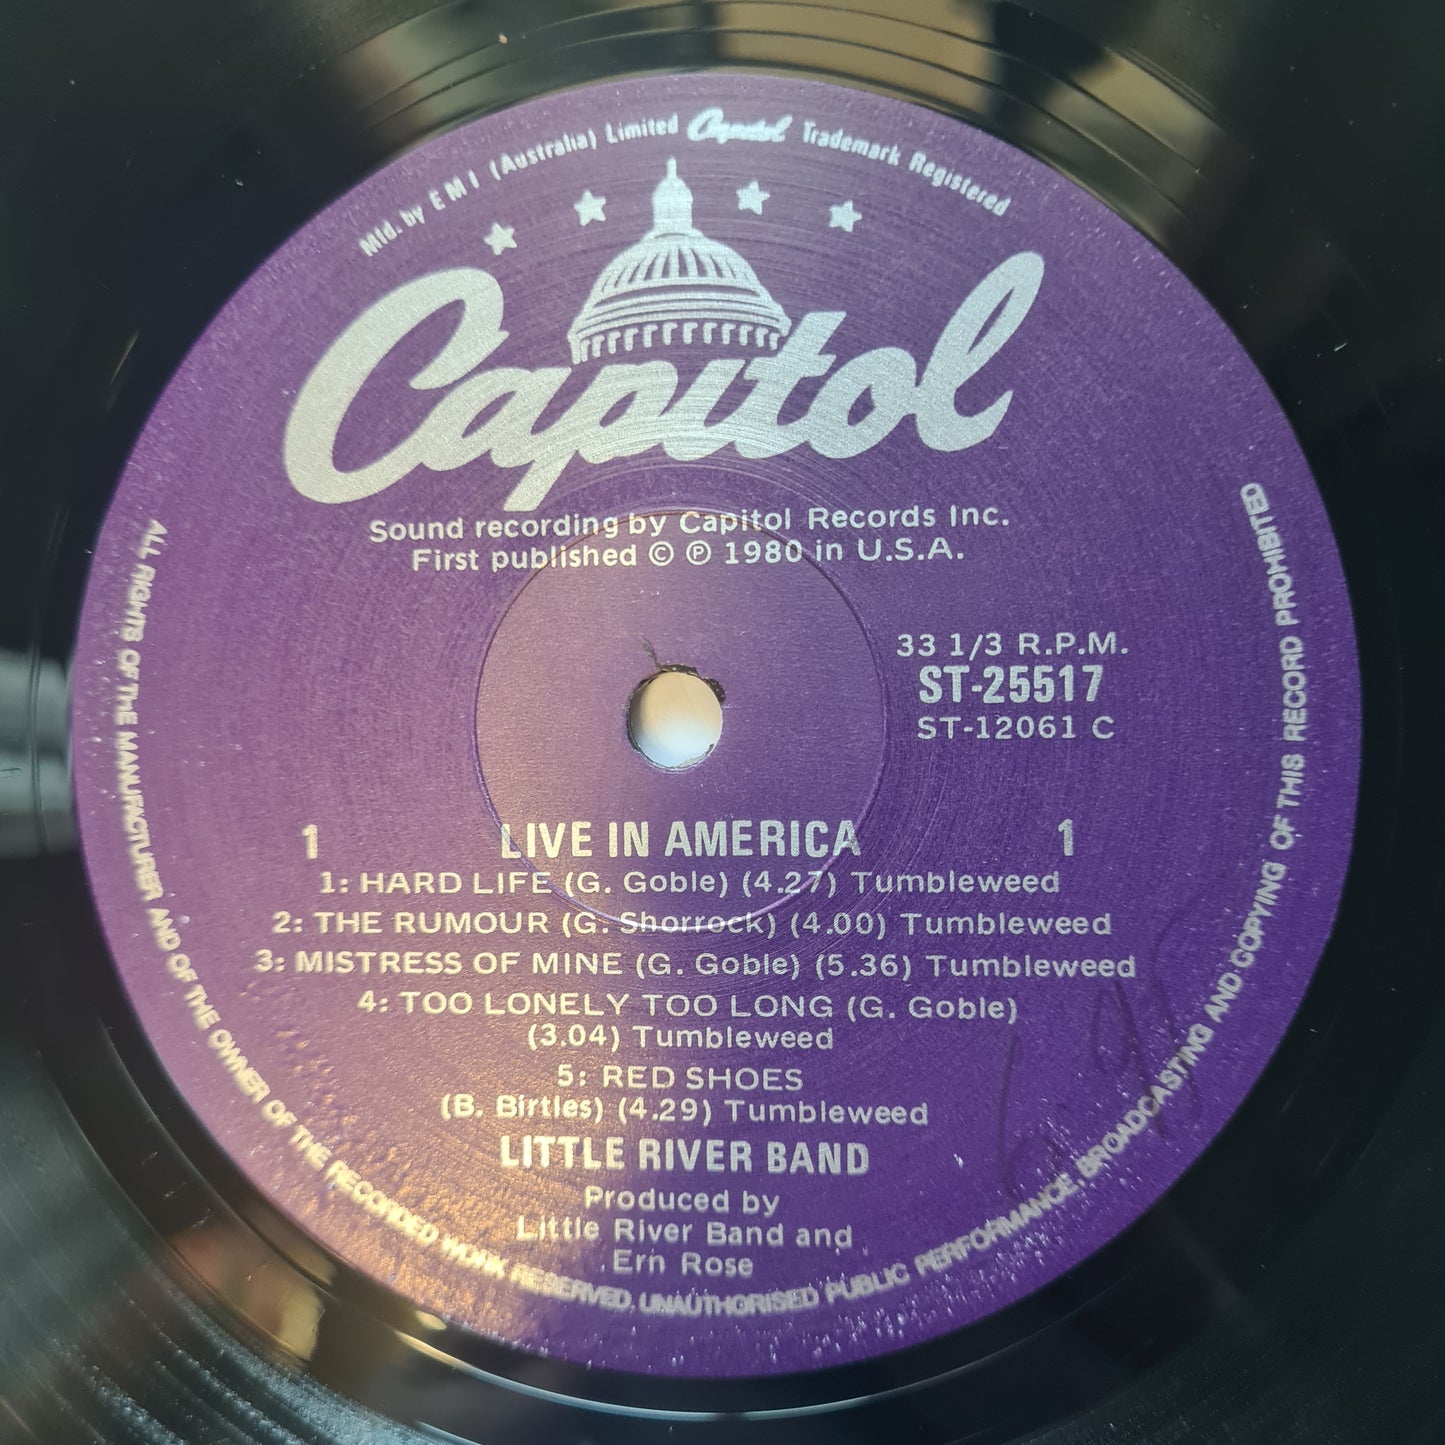 Mfd. by E M I (Australia) Limited Capitol Trademark Registered
Capitol
Sound recording by Capitol Records Inc.
First published © ℗ 1980 in U.S.A.
33 1/3 R.P.M.
ST-25517
ST-12061 C
1 LIVE IN AMERICA 1
1: HARD LIFE (G. Goble) (4.27) Tumbleweed
2: THE RUMOUR (G. Shorrock) (4.00) Tumbleweed
3: MISTRESS OF MINE (G. Goble) (5.36) Tumbleweed
4: TOO LONELY TOO LONG (G. Goble)
(3.04) Tumbleweed
5: RED SHOES
(B. Birtles) (4.29) Tumbleweed
LITTLE RIVER BAND
Produced by
Little River Band and
Ern Rose
ALL RIGHTS OF THE MANUFACTURER AND OF THE OWNER OF THE RECORDED WORK RESERVED, UNAUTHORISED PUBLIC PERFORMANCE, BROADCASTING AND COPYING OF THIS RECORD PROHIBITED